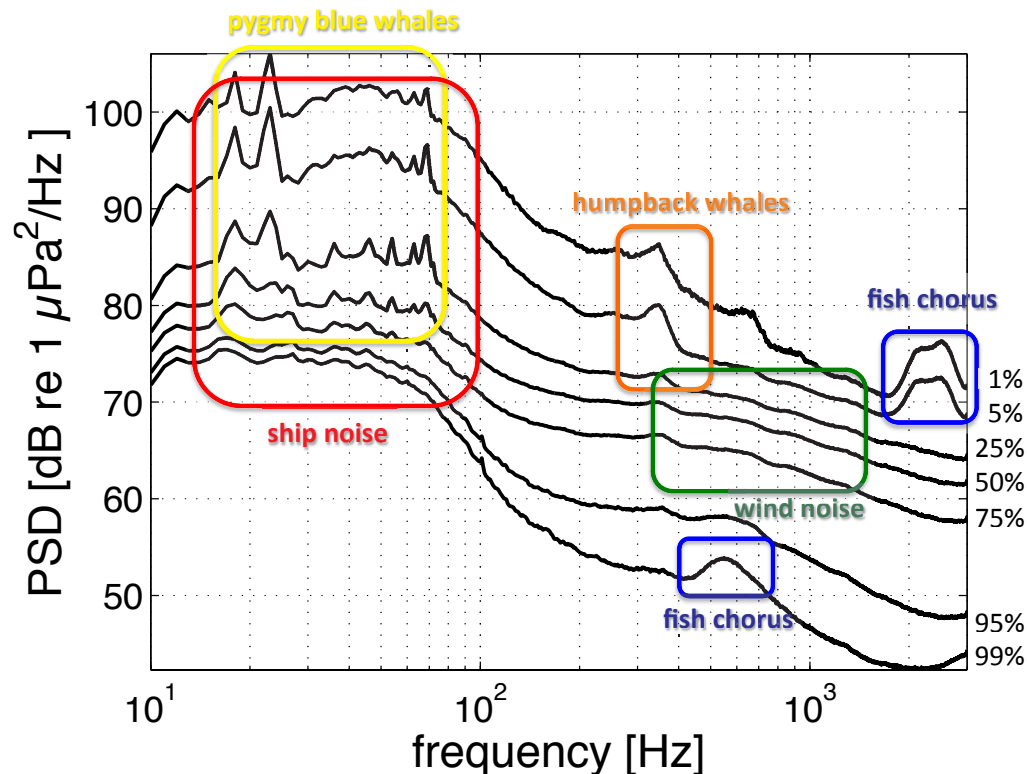 pygmy blue whales
100
90
80
70
60
50
PSD [dB re 1 µPa²/Hz ]
humpback whales
fish chorus
1%
5%
25%
50%
75%
95%
99%
ship noise
wind noise
fish chorus
10¹
10²
10³
frequency [Hz]